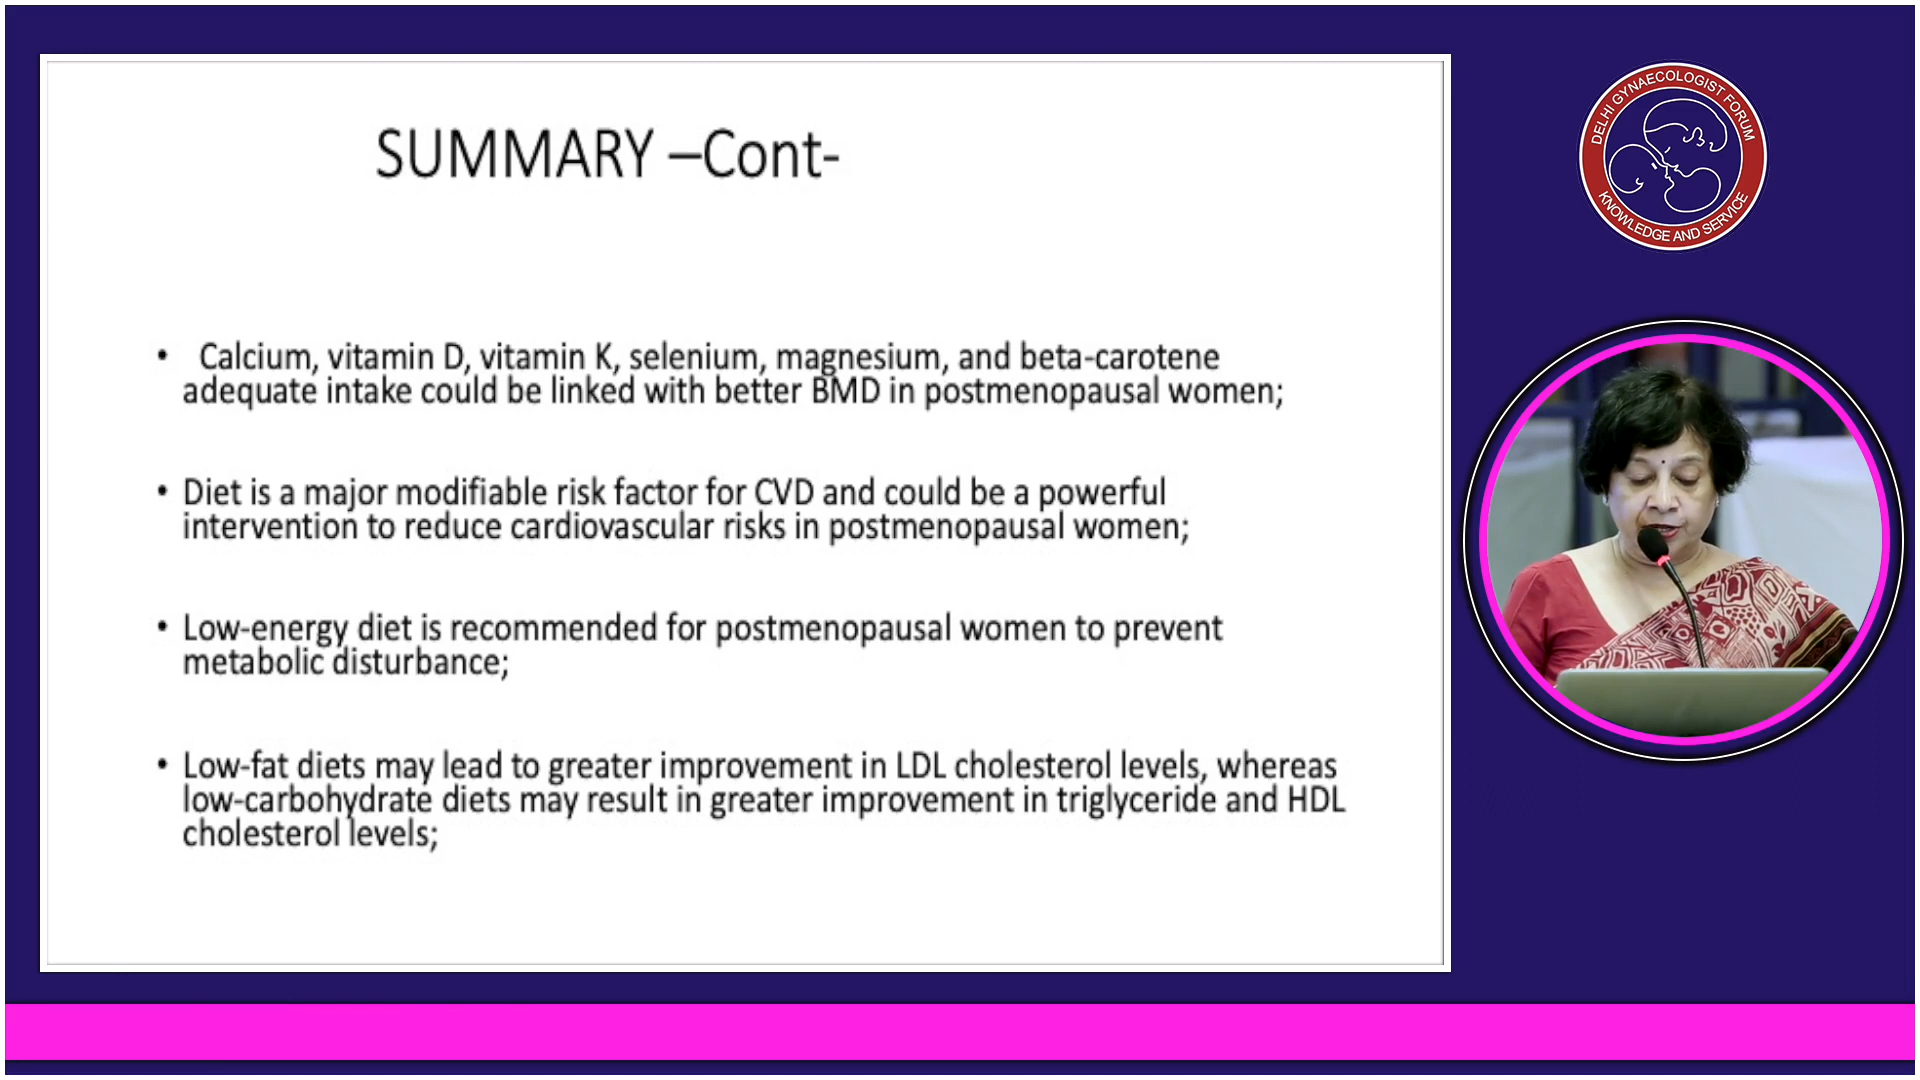 SUMMARY –Cont-
• Calcium, vitamin D, vitamin K, selenium, magnesium, and beta-carotene
adequate intake could be linked with better BMD in postmenopausal women;
• Diet is a major modifiable risk factor for CVD and could be a powerful
intervention to reduce cardiovascular risks in postmenopausal women;
• Low-energy diet is recommended for postmenopausal women to prevent
metabolic disturbance;
• Low-fat diets may lead to greater improvement in LDL cholesterol levels, whereas
low-carbohydrate diets may result in greater improvement in triglyceride and HDL
cholesterol levels;
DELHI GYNAECOLOGIST FORUM
KNOWLEDGE AND SERVICE